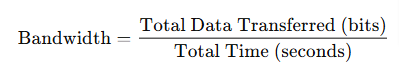 Bandwidth = Total Data Transferred (bits) / Total Time (seconds)